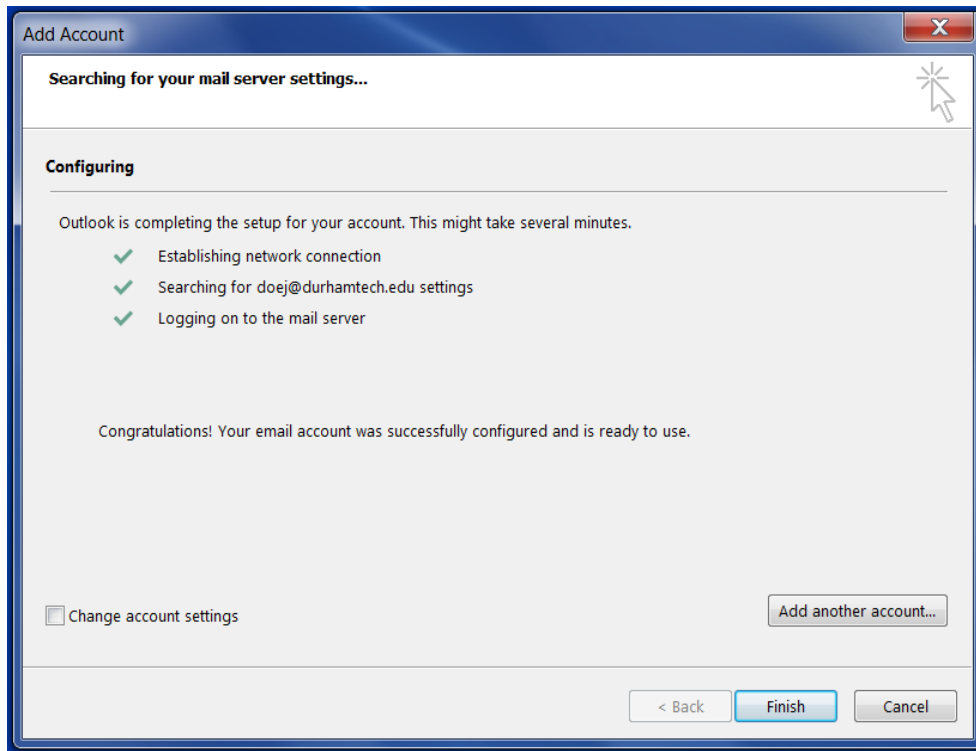 Add Account
Searching for your mail server settings...
Configuring
Outlook is completing the setup for your account. This might take several minutes.
Establishing network connection
Searching for doej@durhamtech.edu settings
Logging on to the mail server
Congratulations! Your email account was successfully configured and is ready to use.
Change account settings
Add another account...
< Back
Finish
Cancel